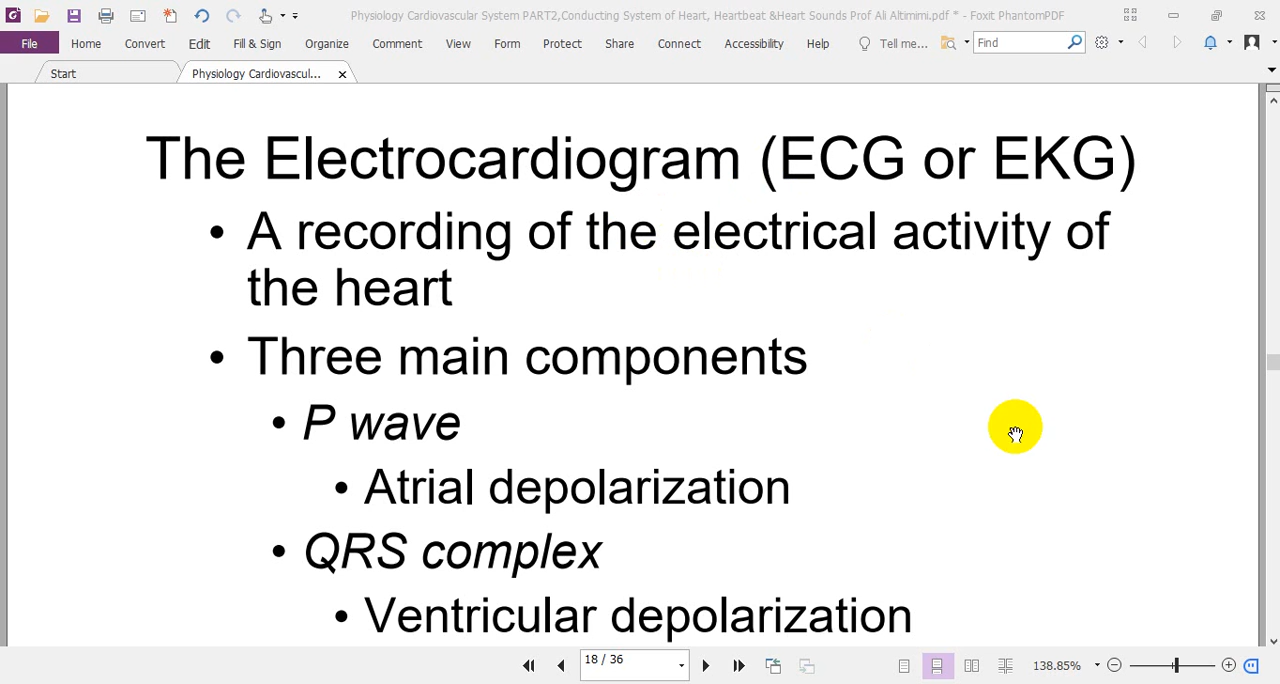 Physiology Cardiovascular System PART2,Conducting System of Heart, Heartbeat &Heart Sounds Prof Ali Altimimi.pdf * - Foxit PhantomPDF
File Home Convert Edit Fill & Sign Organize Comment View Form Protect Share Connect Accessibility Help Tell me... Find
Start Physiology Cardiovascul...
The Electrocardiogram (ECG or EKG)
• A recording of the electrical activity of
the heart
• Three main components
• P wave
• Atrial depolarization
• QRS complex
• Ventricular depolarization
18 / 36 138.85%